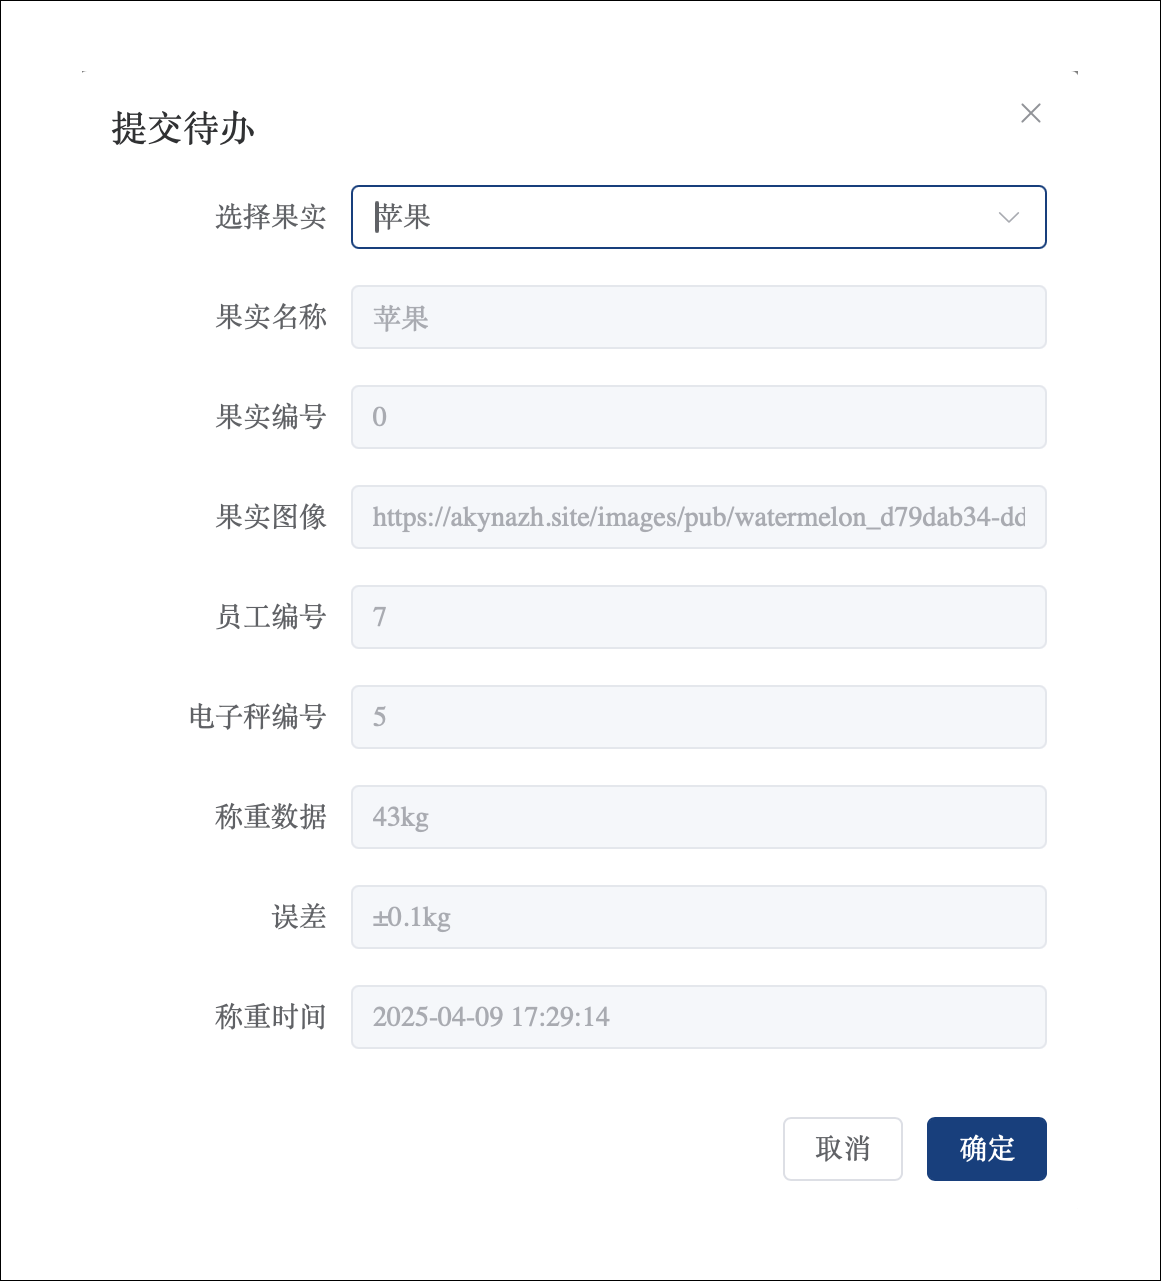 提交待办
选择果实 苹果
果实名称 苹果
果实编号 0
果实图像 https://akynazh.site/images/pub/watermelon_d79dab34-dd
员工编号 7
电子秤编号 5
称重数据 43kg
误差 ±0.1kg
称重时间 2025-04-09 17:29:14
取消 确定